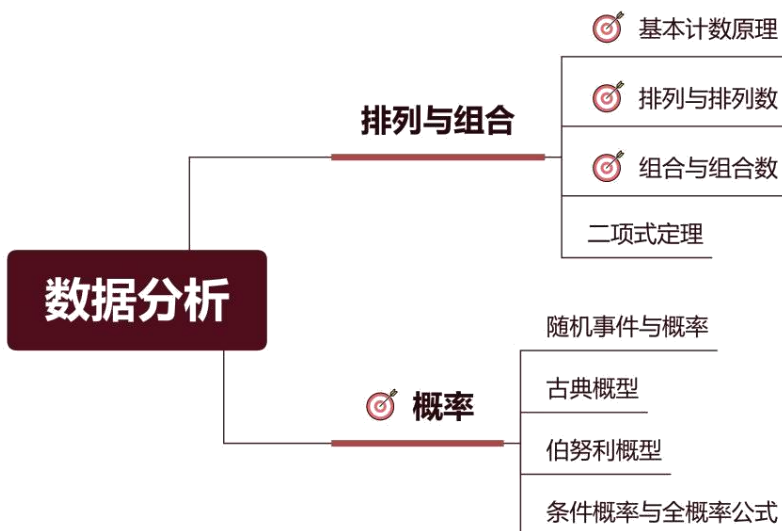 数据分析
排列与组合
基本计数原理
排列与排列数
组合与组合数
二项式定理
概率
随机事件与概率
古典概型
伯努利概型
条件概率与全概率公式